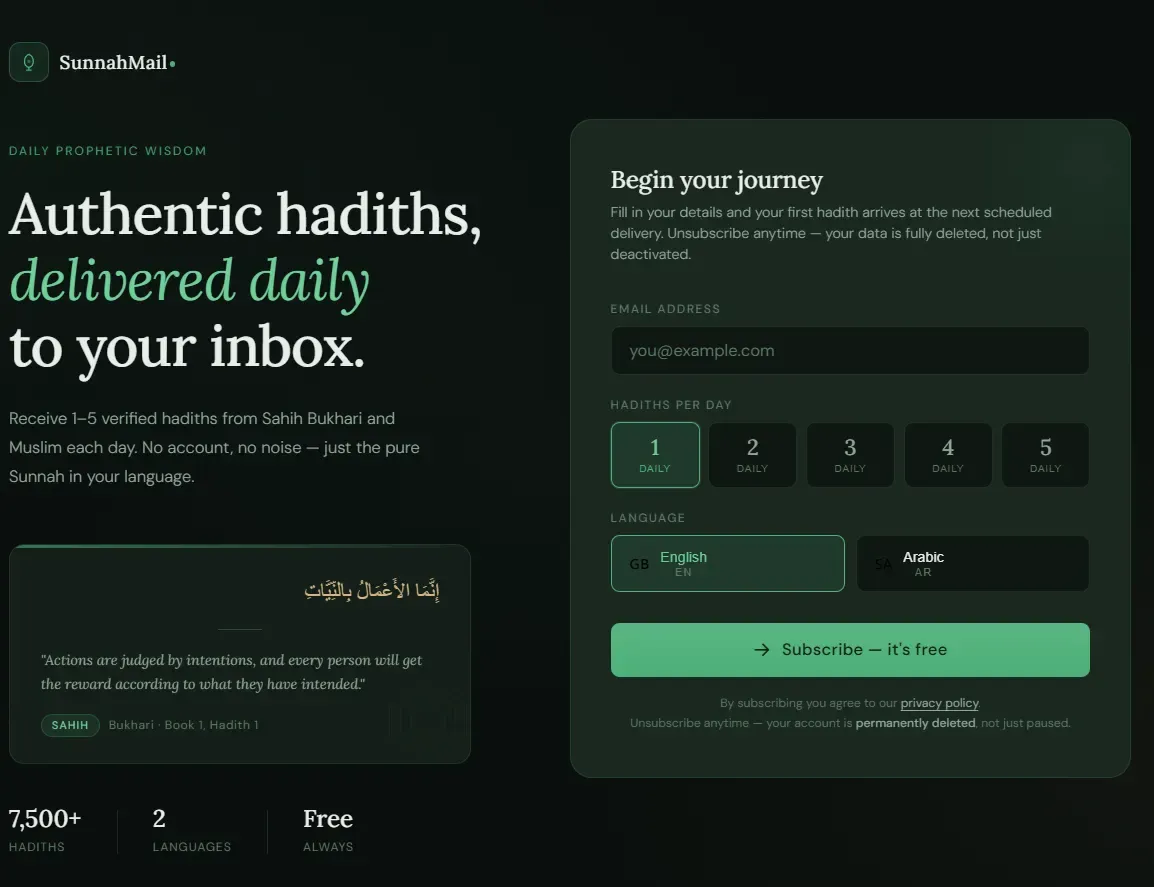 SunnahMail
DAILY PROPHETIC WISDOM
Authentic hadiths,
delivered daily
to your inbox.
Receive 1–5 verified hadiths from Sahih Bukhari and
Muslim each day. No account, no noise — just the pure
Sunnah in your language.
إِنَّمَا الأَعْمَالُ بِالنِّيَّاتِ
"Actions are judged by intentions, and every person will get
the reward according to what they have intended."
SAHIH Bukhari · Book 1, Hadith 1
7,500+
HADITHS
2
LANGUAGES
Free
ALWAYS
Begin your journey
Fill in your details and your first hadith arrives at the next scheduled
delivery. Unsubscribe anytime — your data is fully deleted, not just
deactivated.
EMAIL ADDRESS
you@example.com
HADITHS PER DAY
1 2 3 4 5
DAILY DAILY DAILY DAILY DAILY
LANGUAGE
GB English SA Arabic
EN AR
→ Subscribe — it's free
By subscribing you agree to our privacy policy.
Unsubscribe anytime — your account is permanently deleted, not just paused.